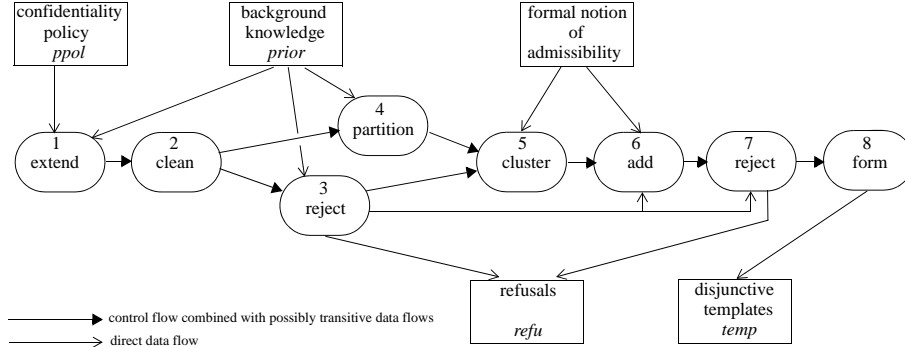 confidentiality
policy
ppol
background
knowledge
prior
formal notion
of
admissibility
1
extend
2
clean
3
reject
4
partition
5
cluster
6
add
7
reject
8
form
refusals
refu
disjunctive
templates
temp
control flow combined with possibly transitive data flows
direct data flow